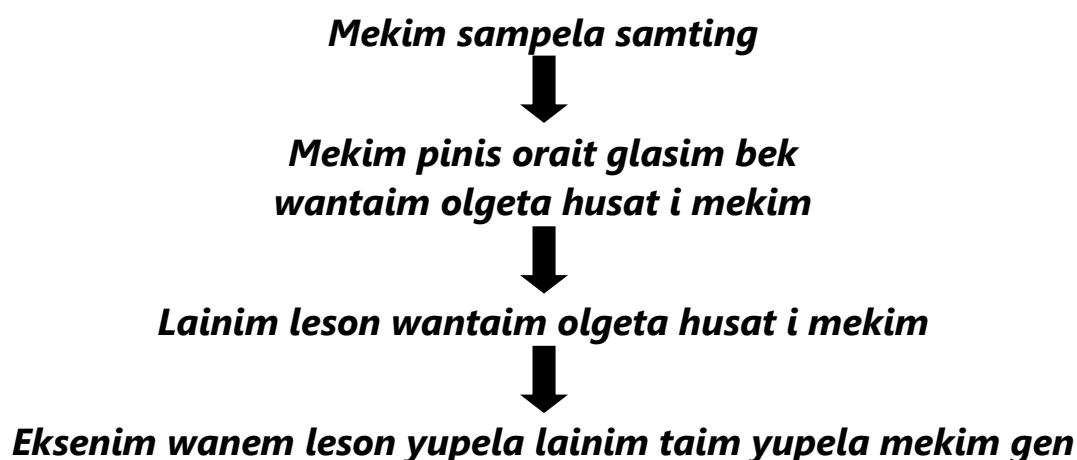 Mekim sampela samting
Mekim pinis orait glasim bek
wantaim olgeta husat i mekim
Lainim leson wantaim olgeta husat i mekim
Eksenim wanem leson yupela lainim taim yupela mekim gen